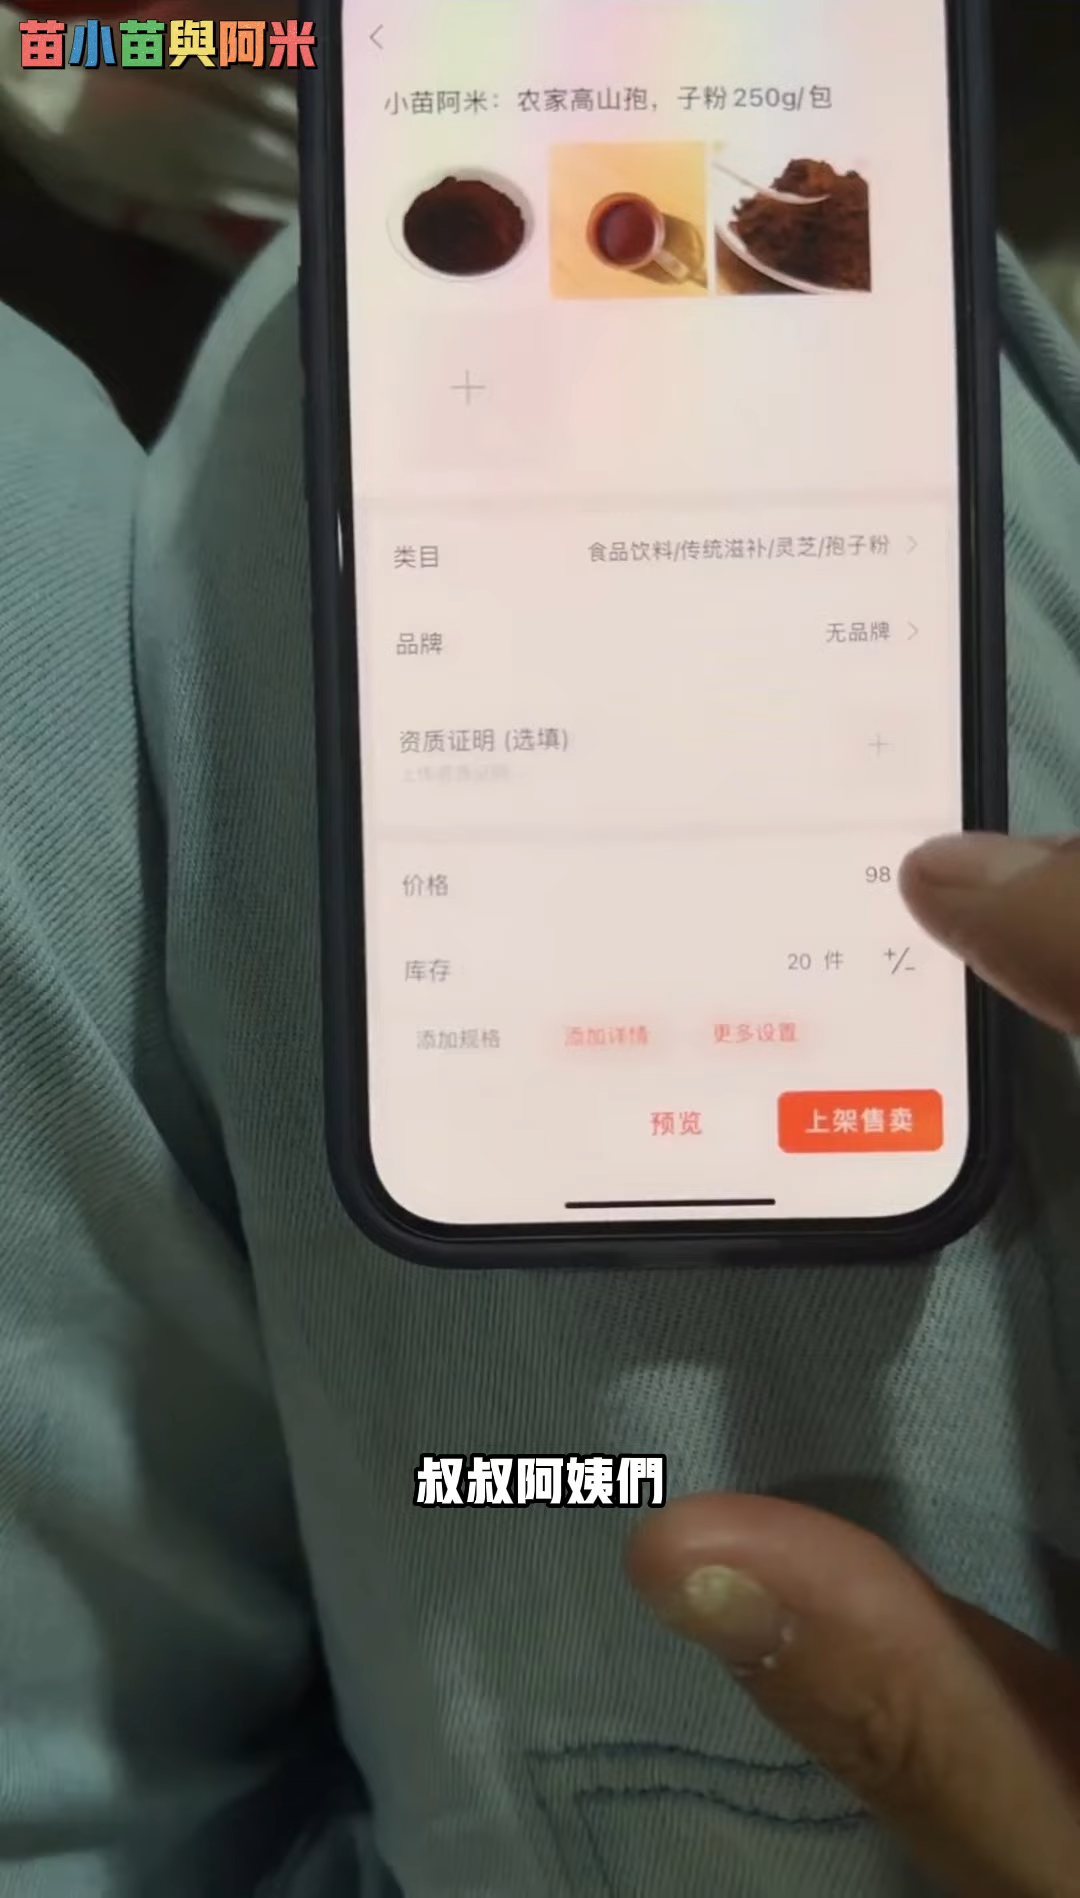 苗小苗與阿米
小苗阿米：农家高山孢，子粉250g/包
类目 食品饮料/传统滋补/灵芝/孢子粉
品牌 无品牌
资质证明 (选填)
价格 98
库存 20 件 +/-
添加规格 添加详情 更多设置
预览 上架售卖
叔叔阿姨們